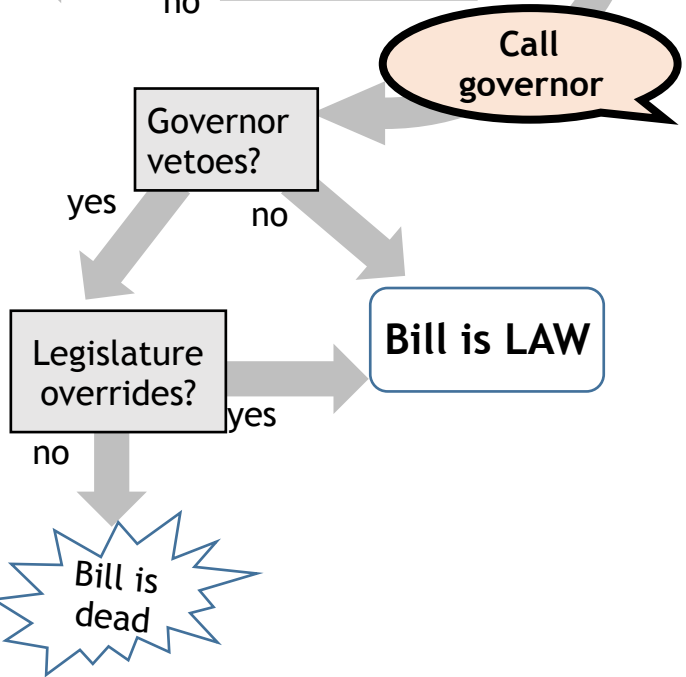 no
Call
governor
Governor
vetoes?
yes
no
Bill is LAW
Legislature
overrides?
yes
no
Bill is
dead